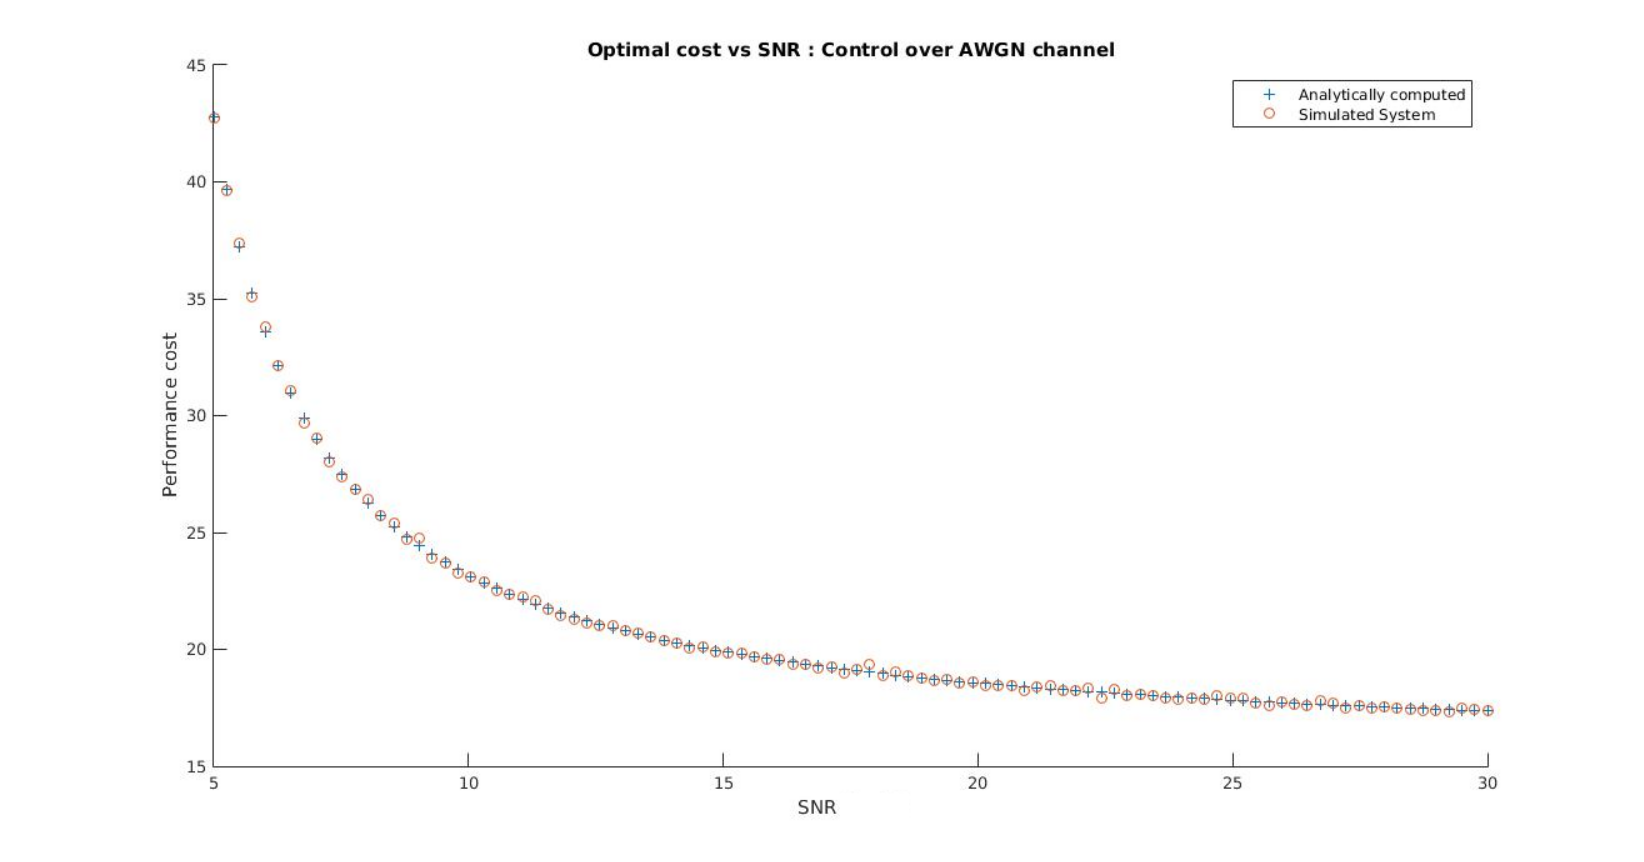 Optimal cost vs SNR : Control over AWGN channel
Analytically computed
Simulated System
Performance cost
45
40
35
30
25
20
15
5
10
15
20
25
30
SNR